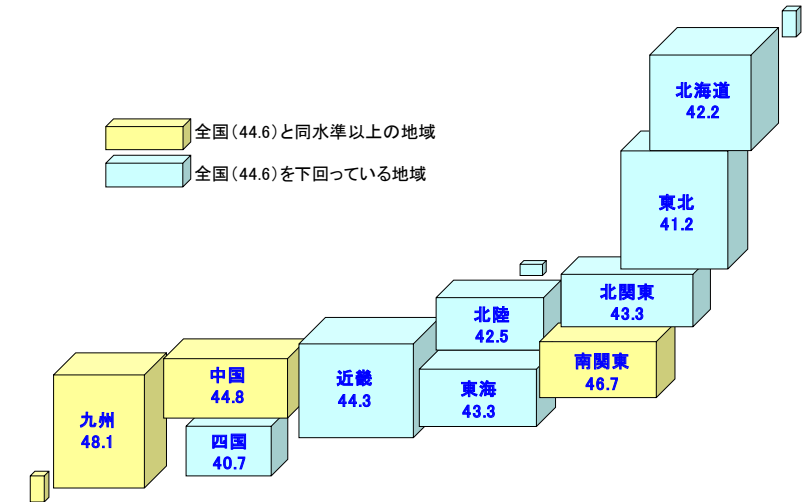 北海道
42.2
全国(44.6)と同水準以上の地域
全国(44.6)を下回っている地域
東北
41.2
北関東
43.3
北陸
42.5
南関東
46.7
中国
44.8
近畿
44.3
東海
43.3
九州
48.1
四国
40.7